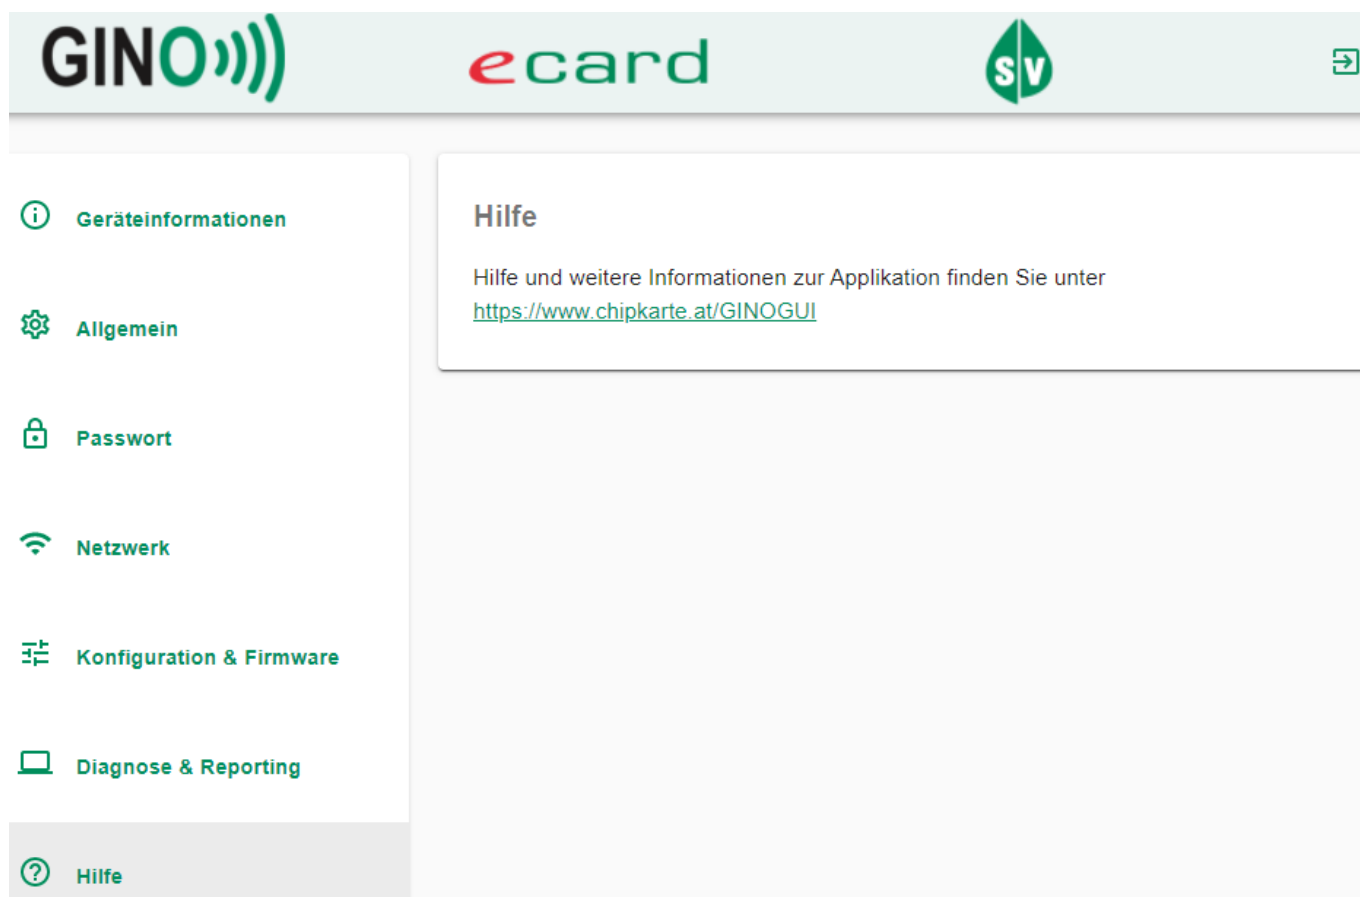 GINO
ecard
SV
Geräteinformationen
Allgemein
Passwort
Netzwerk
Konfiguration & Firmware
Diagnose & Reporting
Hilfe
Hilfe
Hilfe und weitere Informationen zur Applikation finden Sie unter
https://www.chipkarte.at/GINOGUI